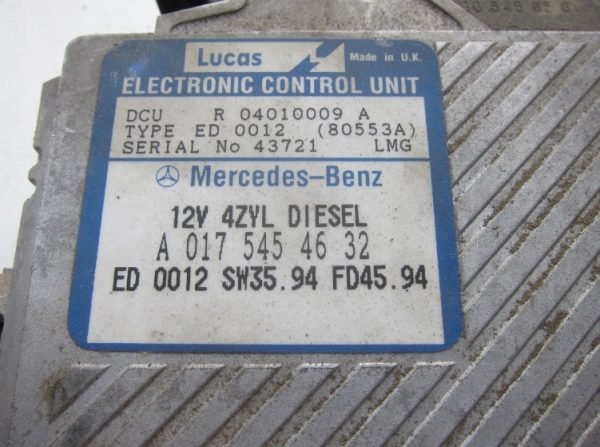 Lucas Made in U.K.
ELECTRONIC CONTROL UNIT
DCU R 04010009 A
TYPE ED 0012 (80553A)
SERIAL No 43721 LMG
Mercedes-Benz
12V 4ZYL DIESEL
A 017 545 46 32
ED 0012 SW35.94 FD45.94